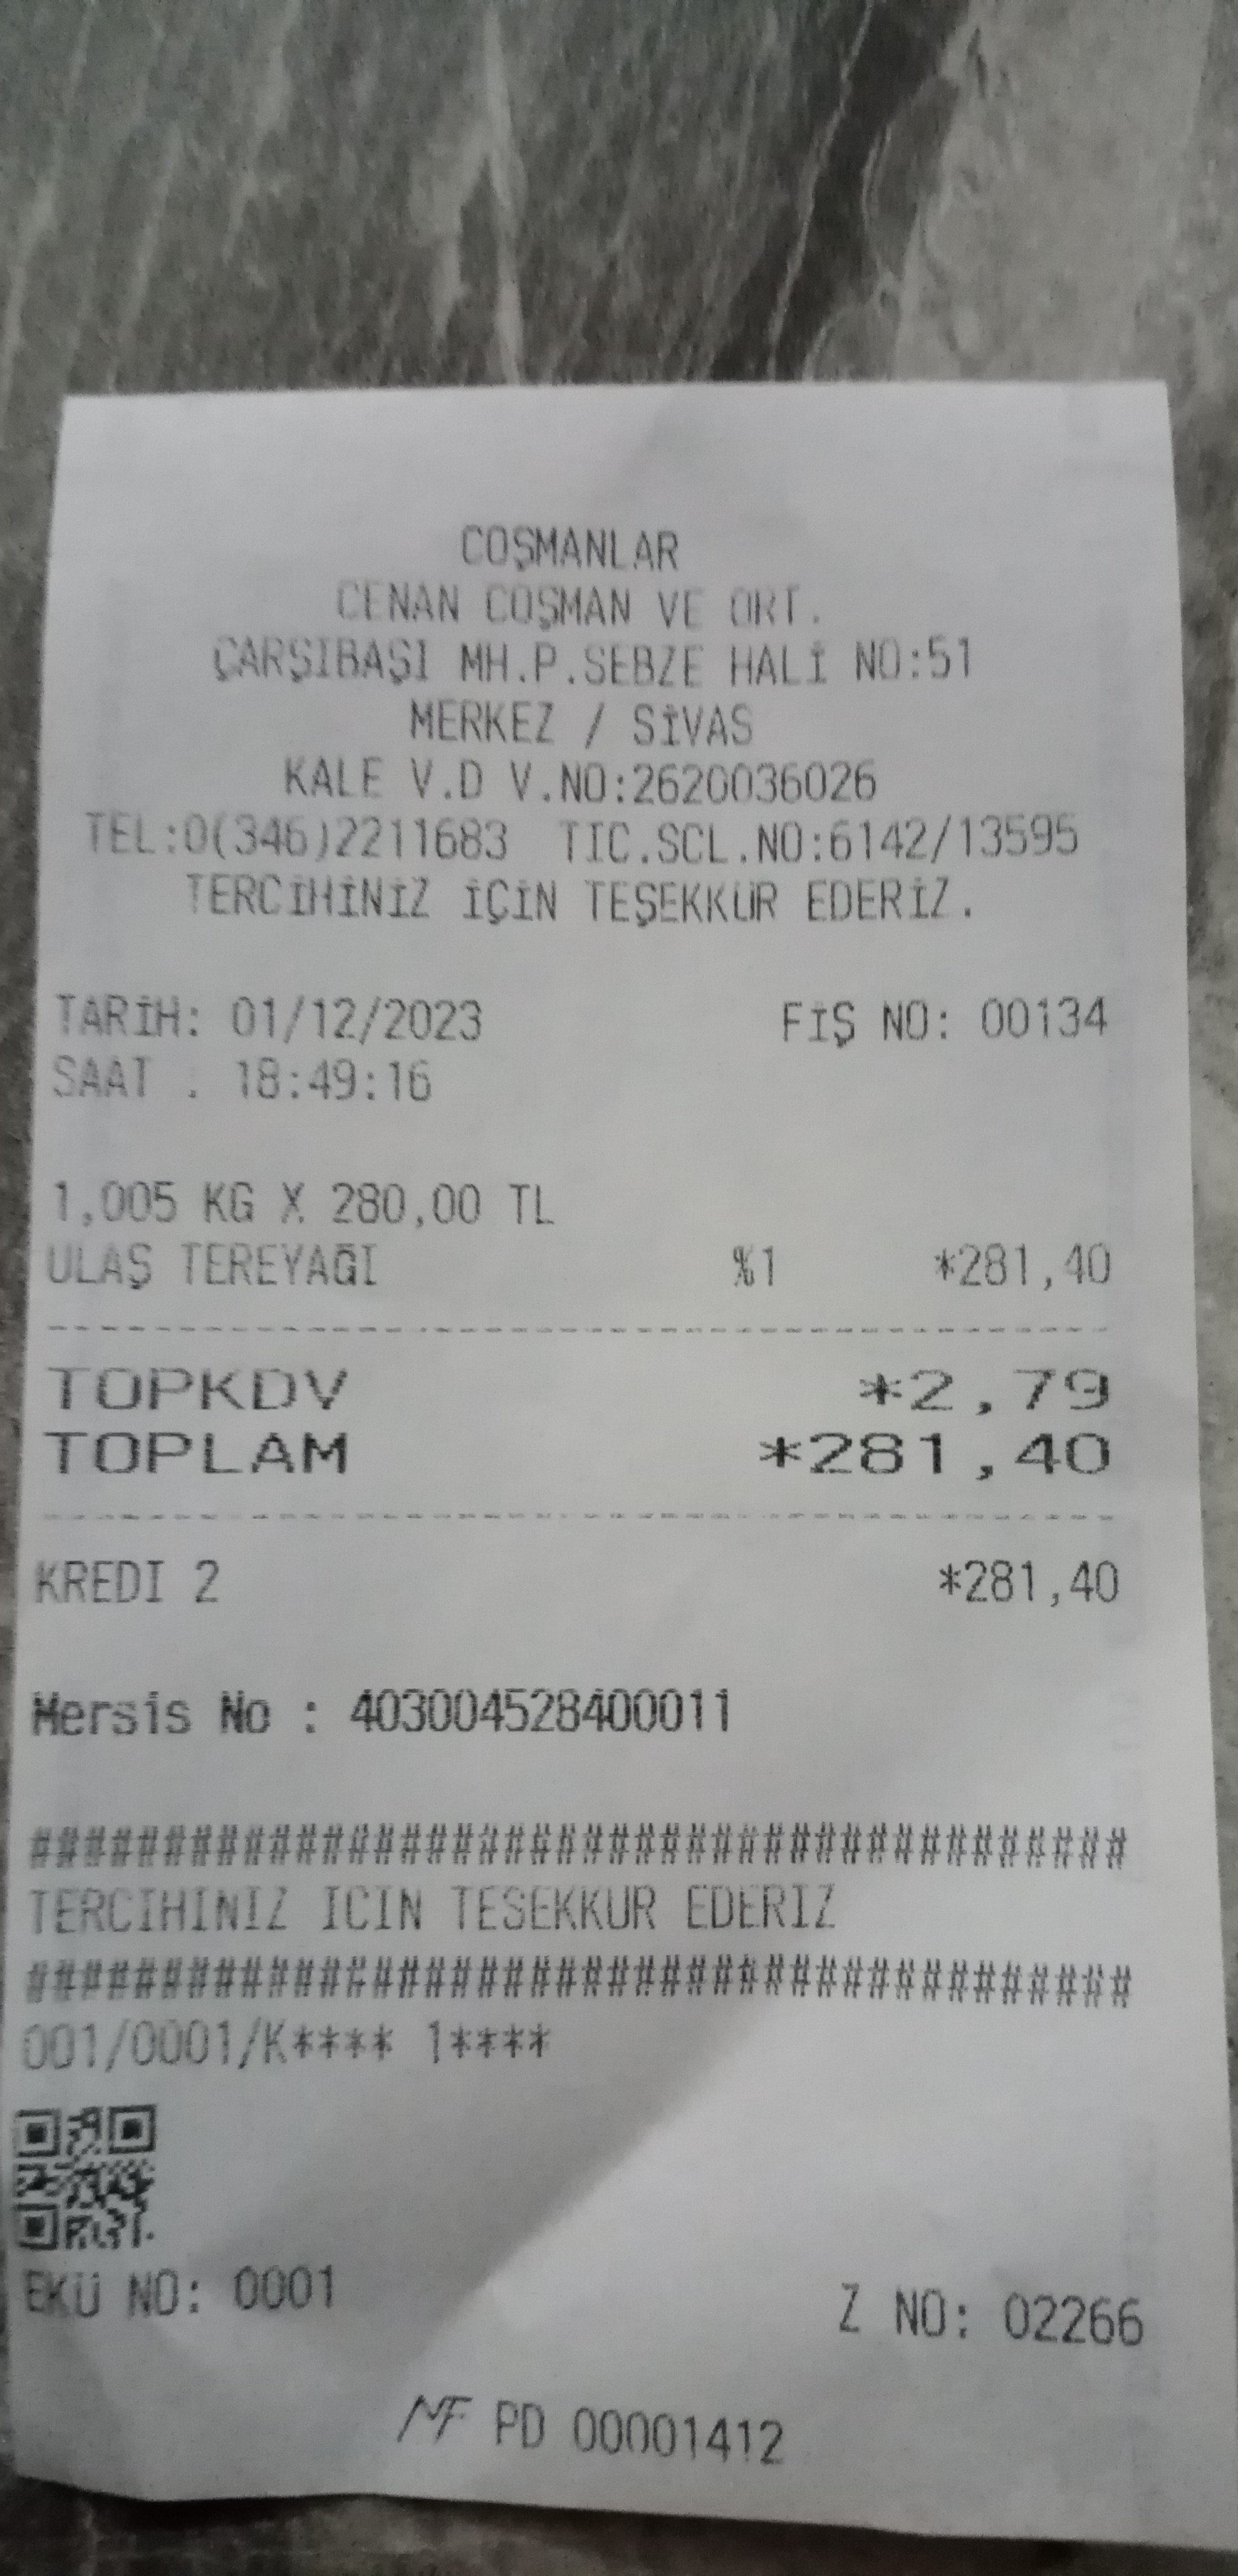 COŞMANLAR
CENAN COŞMAN VE ORT.
ÇARŞIBAŞI MH.P.SEBZE HALİ NO:51
MERKEZ / SİVAS
KALE V.D V.NO:2620036026
TEL:0(346)2211683 TIC.SCL.NO:6142/13595
TERCİHİNİZ İÇİN TEŞEKKÜR EDERİZ.
TARİH: 01/12/2023 FİŞ NO: 00134
SAAT : 18:49:16
1,005 KG X 280,00 TL
ULAŞ TEREYAĞI %1 *281,40
TOPKDV *2,79
TOPLAM *281,40
KREDI 2 *281,40
Mersis No : 403004528400011
##########################################
TERCIHINIZ ICIN TESEKKUR EDERIZ
##########################################
001/0001/K**** 1****
EKÜ NO: 0001 Z NO: 02266
MF PD 00001412